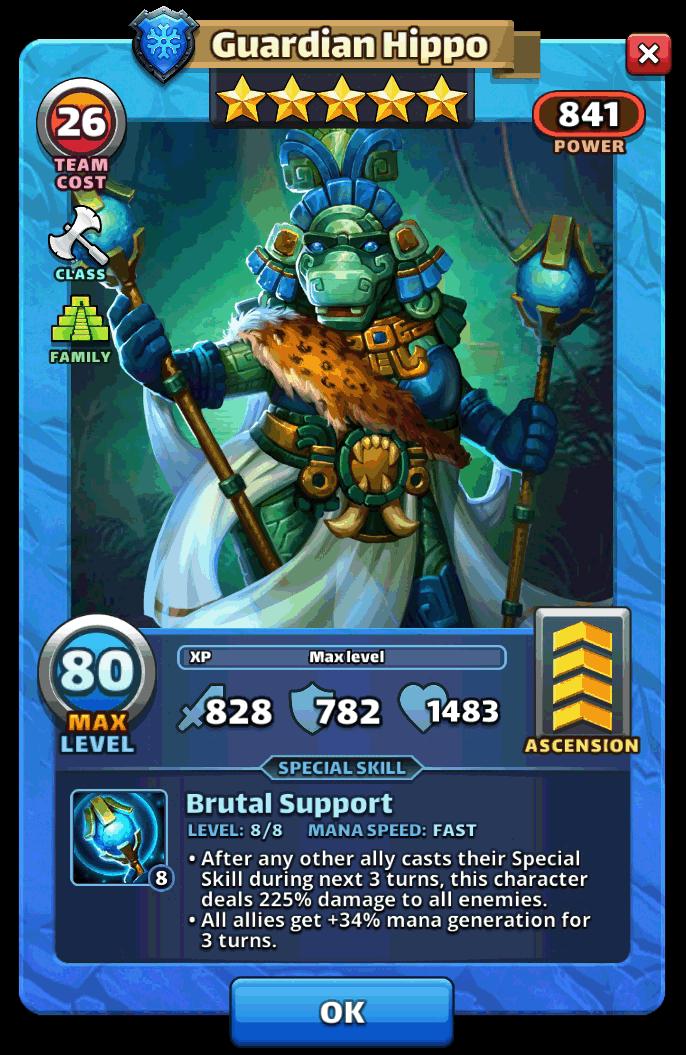 Guardian Hippo
26
TEAM
COST
841
POWER
CLASS
FAMILY
80
MAX
LEVEL
XP Max level
828 782 1483
ASCENSION
SPECIAL SKILL
Brutal Support
LEVEL: 8/8 MANA SPEED: FAST
8
• After any other ally casts their Special
Skill during next 3 turns, this character
deals 225% damage to all enemies.
• All allies get +34% mana generation for
3 turns.
OK